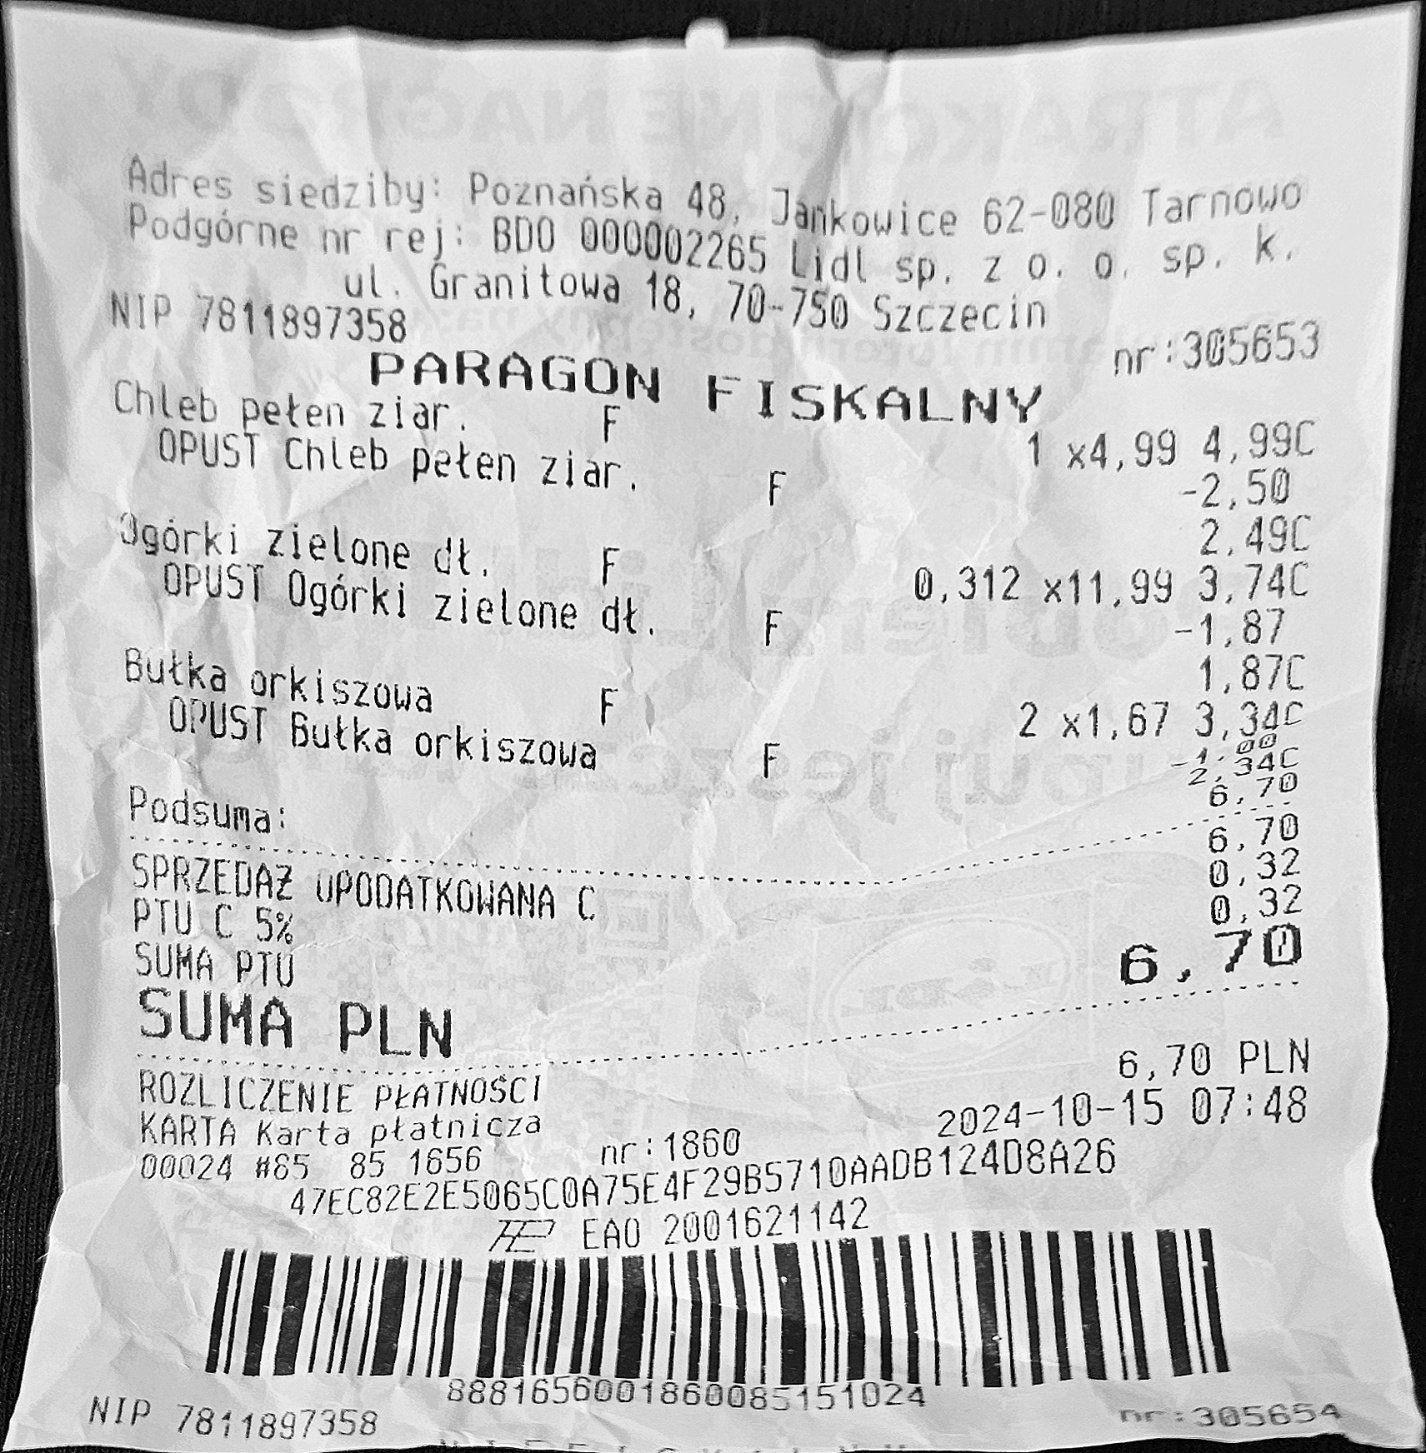 Adres siedziby: Poznańska 48, Jankowice 62-080 Tarnowo
Podgórne nr rej: BDO 000002265 Lidl sp. z o. o. sp. k.
ul. Granitowa 18, 70-750 Szczecin
NIP 7811897358 nr:305653
PARAGON FISKALNY
Chleb pełen ziar. F 1 x4,99 4,99C
OPUST Chleb pełen ziar. F -2,50
2,49C
Ogórki zielone dł. F 0,312 x11,99 3,74C
OPUST Ogórki zielone dł. F -1,87
1,87C
Bułka orkiszowa F 2 x1,67 3,34C
OPUST Bułka orkiszowa F -1,00
2,34C
Podsuma: 6,70
SPRZEDAŻ OPODATKOWANA C 6,70
PTU C 5% 0,32
SUMA PTU 0,32
SUMA PLN 6,70
ROZLICZENIE PŁATNOŚCI
KARTA Karta płatnicza 6,70 PLN
00024 #85 85 1656 nr:1860 2024-10-15 07:48
47EC82E2E5065C0A75E4F29B5710AADB124D8A26
EAO 2001621142
8881656001860085151024
NIP 7811897358 nr:305654